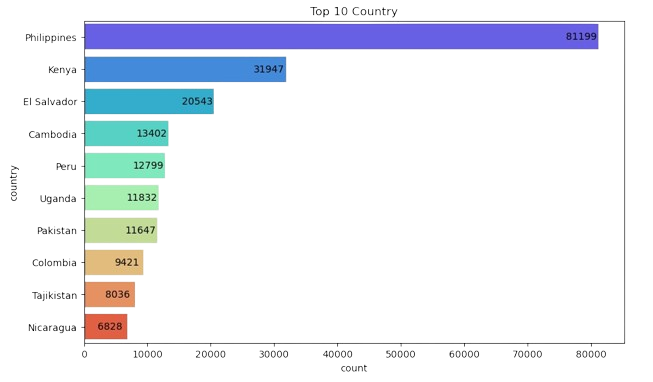 Top 10 Country
Philippines 81199
Kenya 31947
El Salvador 20543
Cambodia 13402
Peru 12799
Uganda 11832
Pakistan 11647
Colombia 9421
Tajikistan 8036
Nicaragua 6828
country
0 10000 20000 30000 40000 50000 60000 70000 80000
count